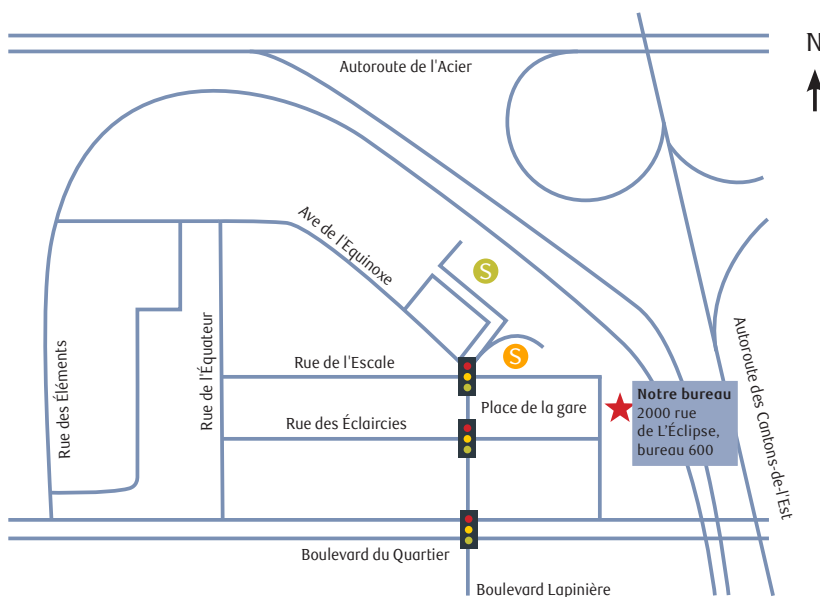 N
Autoroute de l'Acier
Ave de l'Equinoxe
S
S
Rue des Éléments
Rue de l'Équoteur
Rue de l'Escale
Place de la gare
Rue des Éclaircies
Notre bureau
2000 rue
de L'Éclipse,
bureau 600
Autoroute des Cantons-de-l'Est
Boulevard du Quartier
Boulevard Lapinière